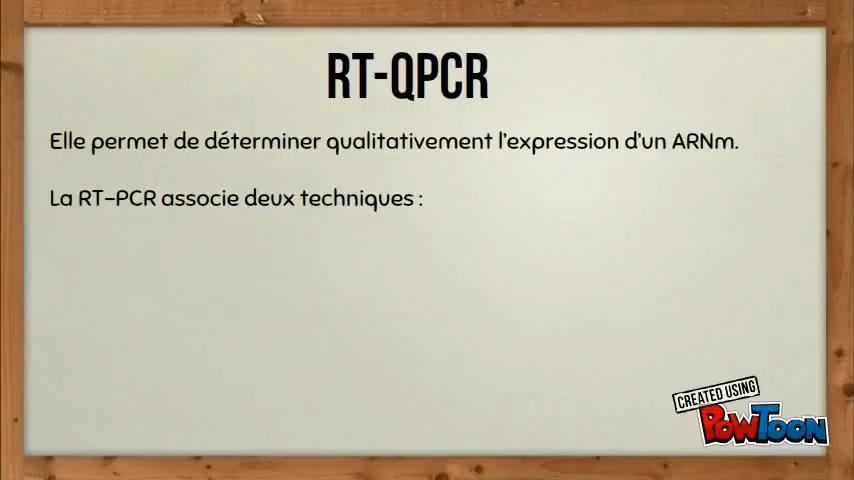 RT-QPCR
Elle permet de déterminer qualitativement l'expression d'un ARNm.
La RT-PCR associe deux techniques :
CREATED USING
POWTOON